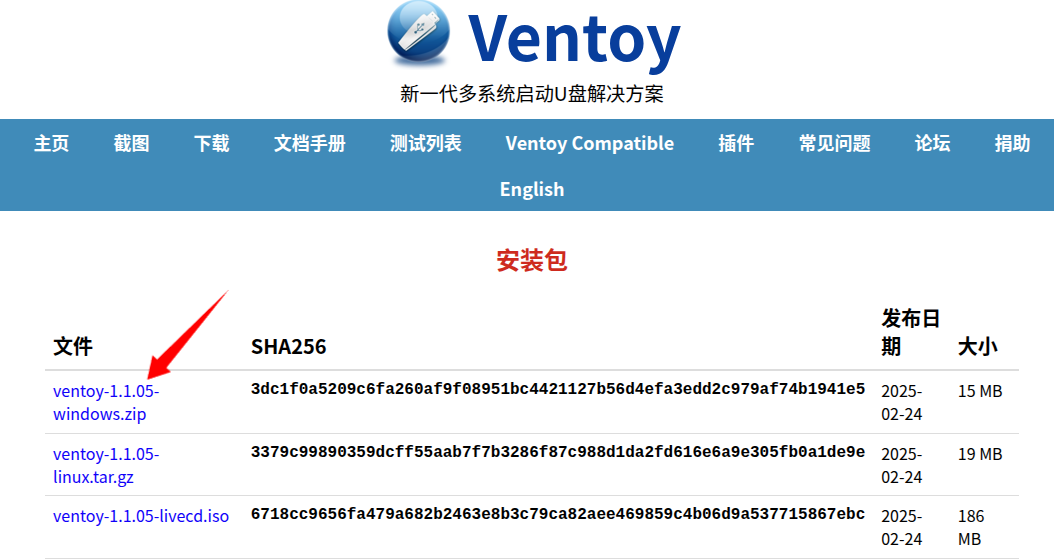 Ventoy
新一代多系统启动U盘解决方案
主页 截图 下载 文档手册 测试列表 Ventoy Compatible 插件 常见问题 论坛 捐助
English
安装包
文件 SHA256 发布日期 大小
ventoy-1.1.05-windows.zip 3dc1f0a5209c6fa260af9f08951bc4421127b56d4efa3edd2c979af74b1941e5 2025-02-24 15 MB
ventoy-1.1.05-linux.tar.gz 3379c99890359dcff55aab7f7b3286f87c988d1da2fd616e6a9e305fb0a1de9e 2025-02-24 19 MB
ventoy-1.1.05-livecd.iso 6718cc9656fa479a682b2463e8b3c79ca82aee469859c4b06d9a537715867ebc 2025-02-24 186 MB